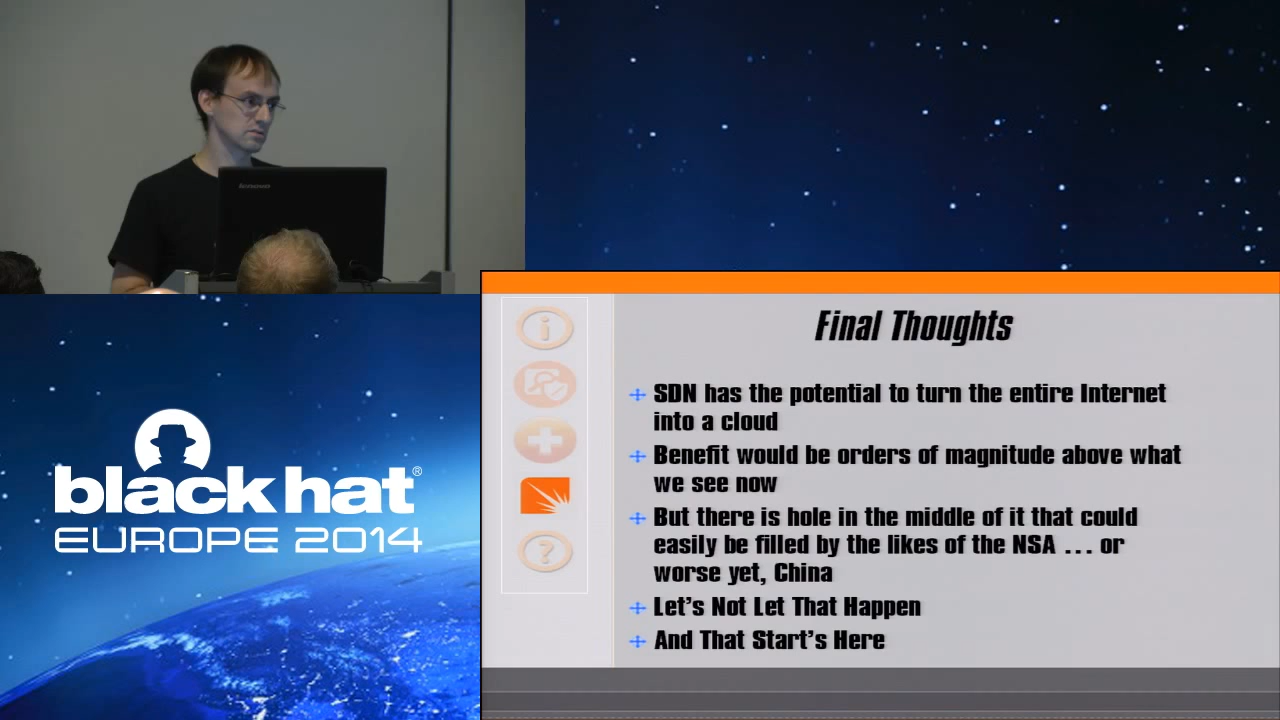 Lenovo
Final Thoughts
SDN has the potential to turn the entire Internet
into a cloud
Benefit would be orders of magnitude above what
we see now
But there is hole in the middle of it that could
easily be filled by the likes of the NSA ... or
worse yet, China
Let's Not Let That Happen
And That Start's Here
black hat®
EUROPE 2014